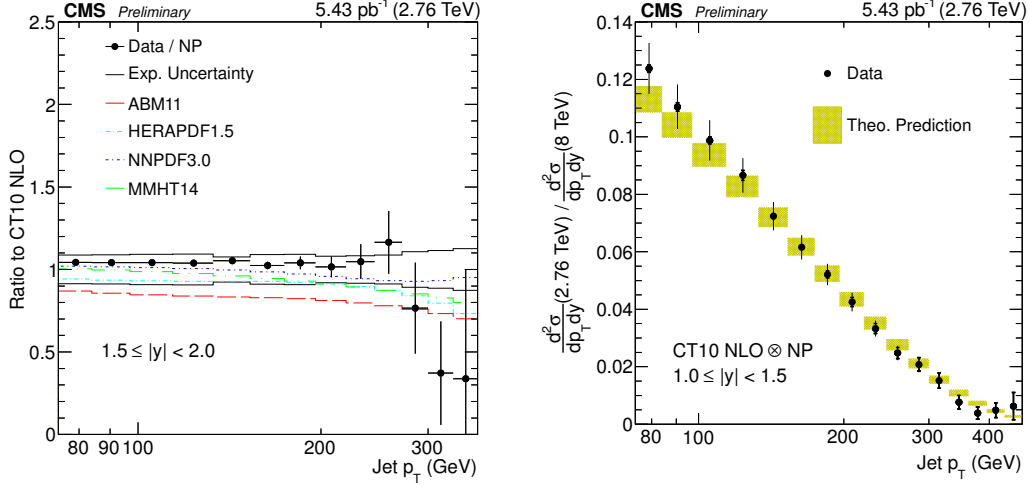 CMS Preliminary 5.43 pb⁻¹ (2.76 TeV)
2.5
2
1.5
1
0.5
0
Ratio to CT10 NLO
Data / NP
Exp. Uncertainty
ABM11
HERAPDF1.5
NNPDF3.0
MMHT14
1.5 ≤ |y| < 2.0
80 90 100 200 300
Jet p_T (GeV)
CMS Preliminary 5.43 pb⁻¹ (2.76 TeV)
0.14
0.12
0.1
0.08
0.06
0.04
0.02
0
d²σ/dp_T dy (2.76 TeV) / d²σ/dp_T dy (8 TeV)
Data
Theo. Prediction
CT10 NLO ⊗ NP
1.0 ≤ |y| < 1.5
80 100 200 300 400
Jet p_T (GeV)